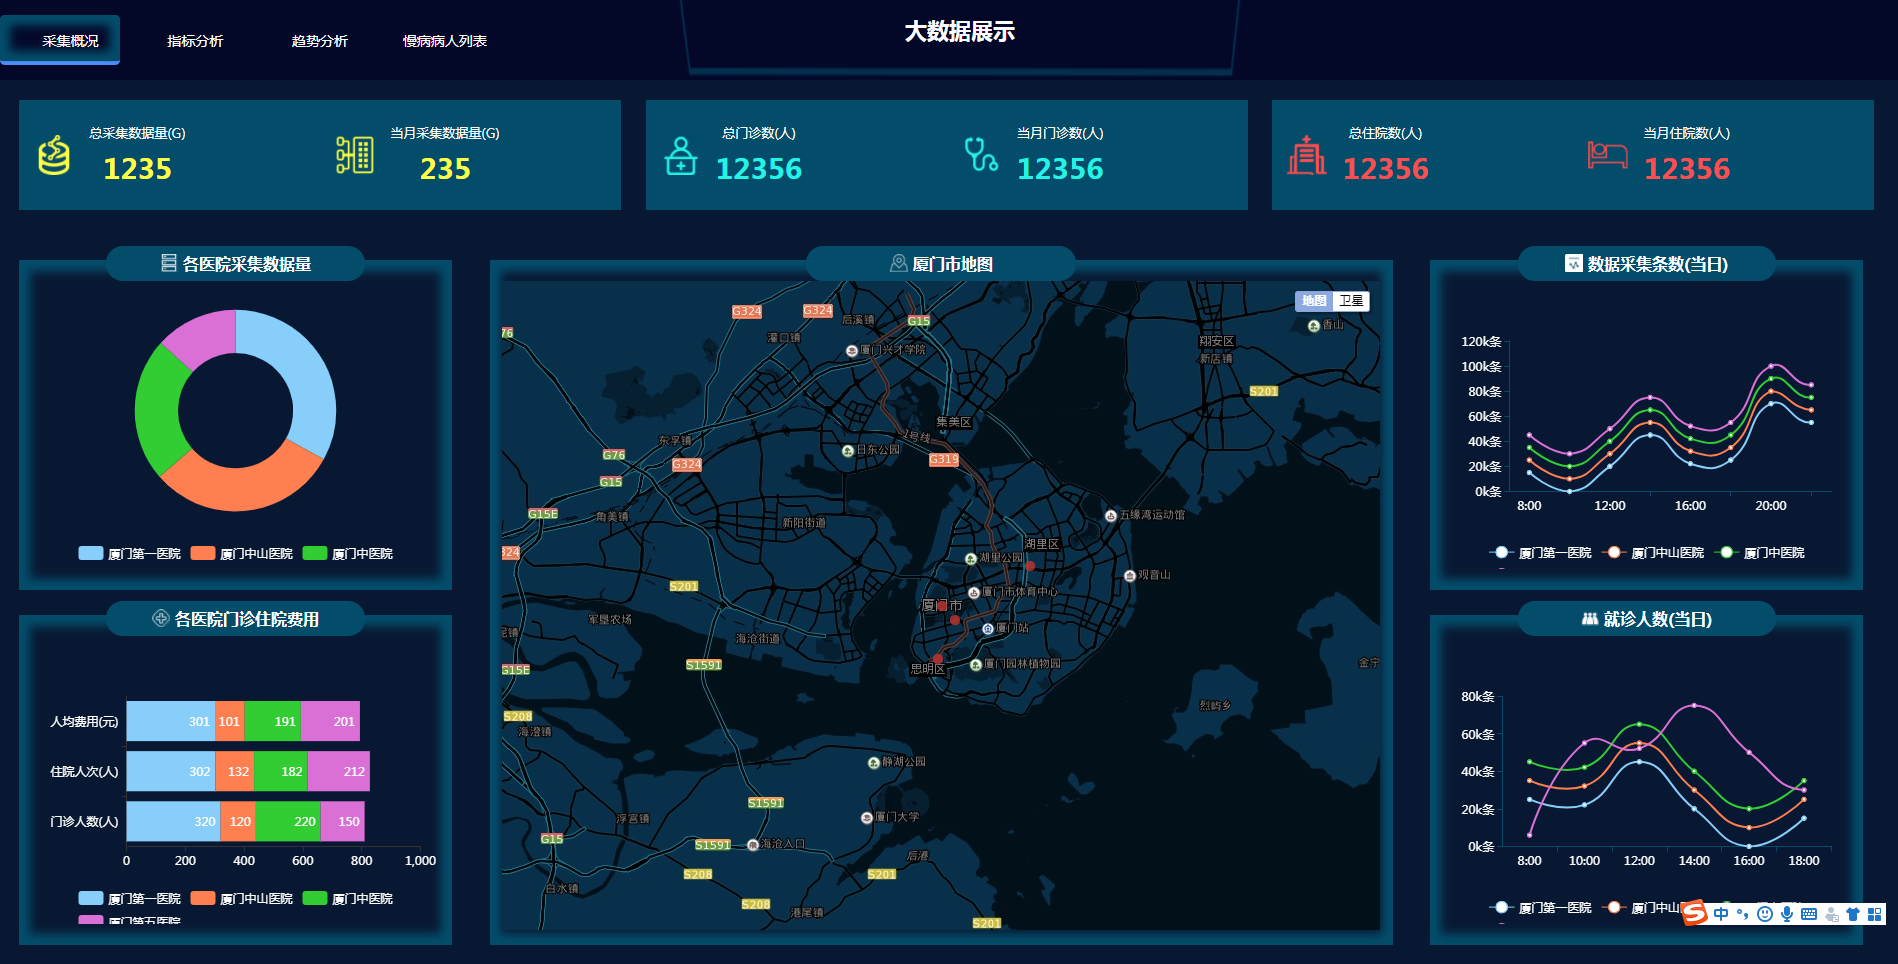 大数据展示
采集概况
指标分析
趋势分析
慢病病人列表
总采集数据量(G)
1235
当月采集数据量(G)
235
总门诊数(人)
12356
当月门诊数(人)
12356
总住院数(人)
12356
当月住院数(人)
12356
各医院采集数据量
厦门第一医院
厦门中山医院
厦门中医院
各医院门诊住院费用
人均费用(元)
301
101
191
201
住院人次(人)
302
132
182
212
门诊人数(人)
320
120
220
150
0
200
400
600
800
1,000
厦门第一医院
厦门中山医院
厦门中医院
厦门第五医院
厦门市地图
地图
卫星
G324
G324
后溪镇
G15
香山
76
灌口镇
厦门兴才学院
翔安区
新店镇
S201
集美区
1号线
东孚镇
日东公园
G76
G324
G319
G15
G15E
角美镇
新阳街道
五缘湾运动馆
324
湖里区
湖里公园
观音山
S201
厦门市体育中心
厦门市
军垦农场
厦门站
海沧街道
S1591
思明区
厦门园林植物园
金宁
G15E
烈屿乡
S208
海澄镇
静湖公园
S1591
浮宫镇
厦门大学
G15
S1591
海沧入口
后港
S208
S201
白水镇
S208
港尾镇
S201
数据采集条数(当日)
120k条
100k条
80k条
60k条
40k条
20k条
0k条
8:00
12:00
16:00
20:00
厦门第一医院
厦门中山医院
厦门中医院
就诊人数(当日)
80k条
60k条
40k条
20k条
0k条
8:00
10:00
12:00
14:00
16:00
18:00
厦门第一医院
厦门中山
中